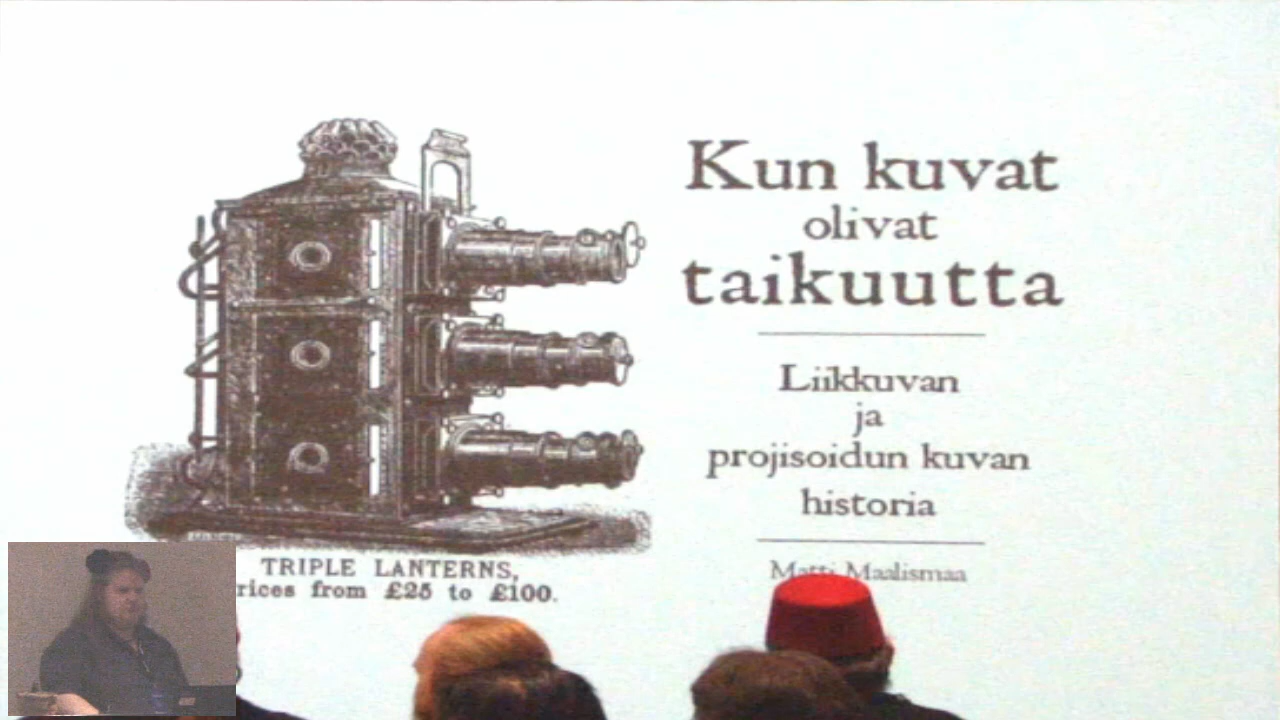 Kun kuvat
olivat
taikuutta
Liikkuvan
ja
projisoidun kuvan
historia
Matti Maalismaa
TRIPLE LANTERNS,
rices from £25 to £100.